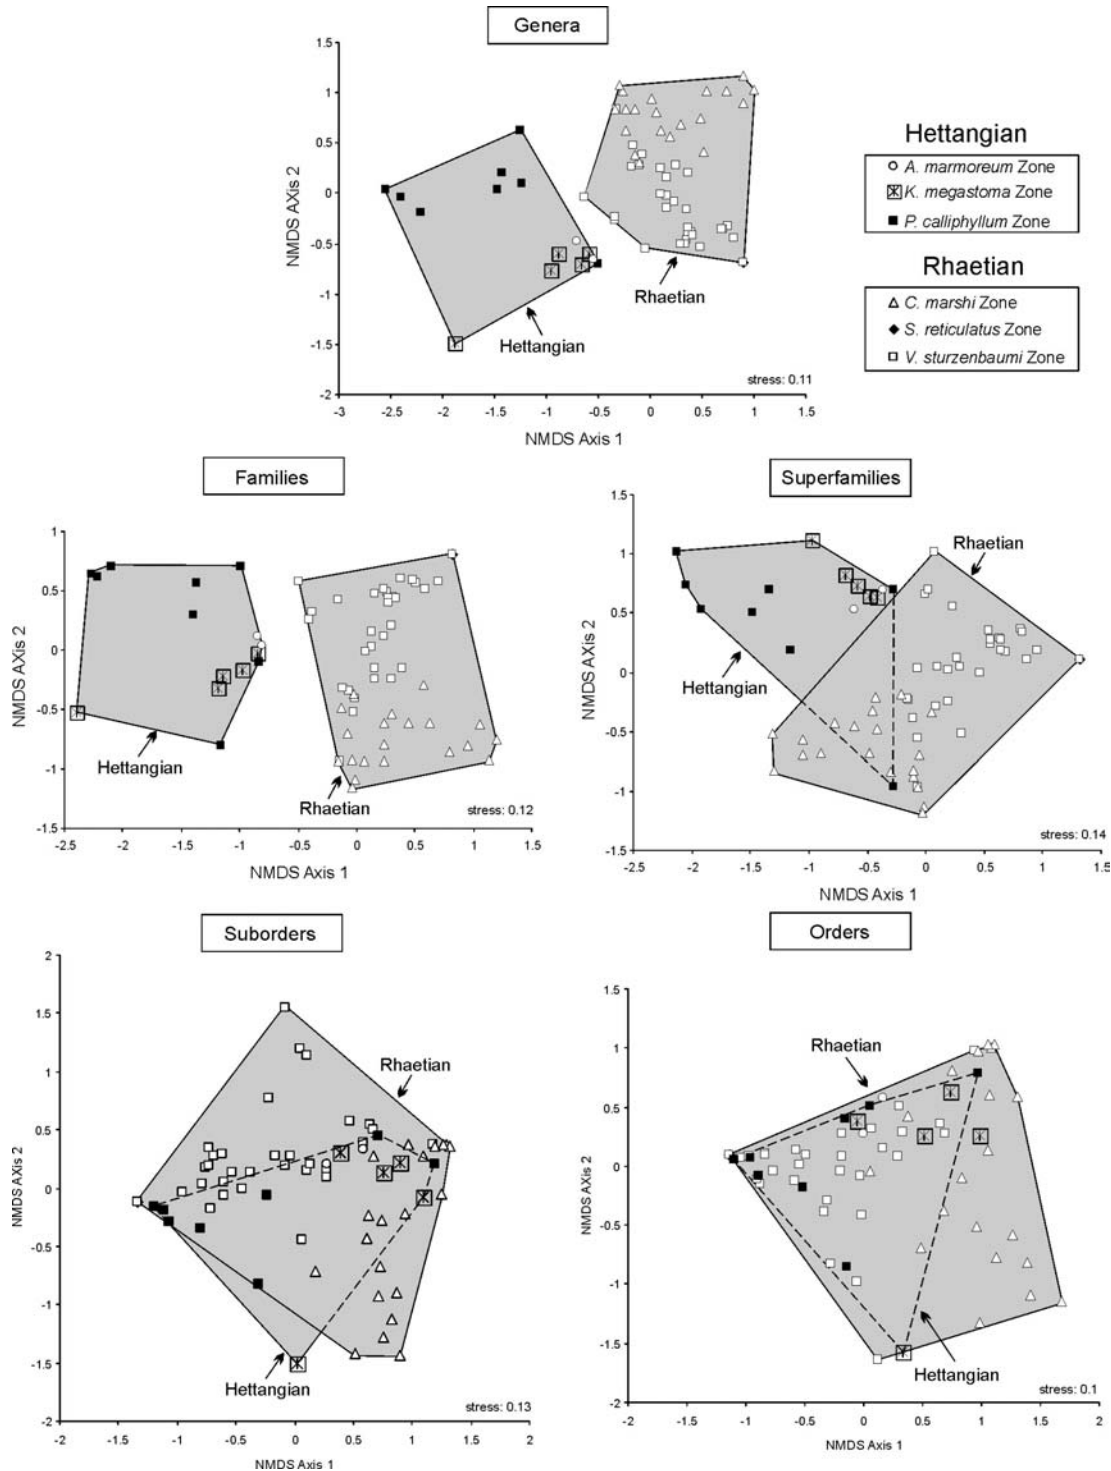 Genera
1.5
1
0.5
0
-0.5
-1
-1.5
-2
NMDS AXis 2
-3 -2.5 -2 -1.5 -1 -0.5 0 0.5 1 1.5
NMDS Axis 1
Rhaetian
Hettangian
stress: 0.11
Hettangian
A. marmoreum Zone
K. megastoma Zone
P. calliphyllum Zone
Rhaetian
C. marshi Zone
S. reticulatus Zone
V. sturzenbaumi Zone
Families
1
0.5
0
-0.5
-1
-1.5
NMDS AXis 2
-2.5 -2 -1.5 -1 -0.5 0 0.5 1 1.5
NMDS Axis 1
Hettangian
Rhaetian
stress: 0.12
Superfamilies
1.5
1
0.5
0
-0.5
-1
-1.5
NMDS AXis 2
-2.5 -2 -1.5 -1 -0.5 0 0.5 1 1.5
NMDS Axis 1
Rhaetian
Hettangian
stress: 0.14
Suborders
2
1.5
1
0.5
0
-0.5
-1
-1.5
-2
NMDS AXis 2
-2 -1.5 -1 -0.5 0 0.5 1 1.5 2
NMDS Axis 1
Rhaetian
Hettangian
stress: 0.13
Orders
1.5
1
0.5
0
-0.5
-1
-1.5
-2
NMDS AXis 2
-2 -1.5 -1 -0.5 0 0.5 1 1.5 2
NMDS Axis 1
Rhaetian
Hettangian
stress: 0.1